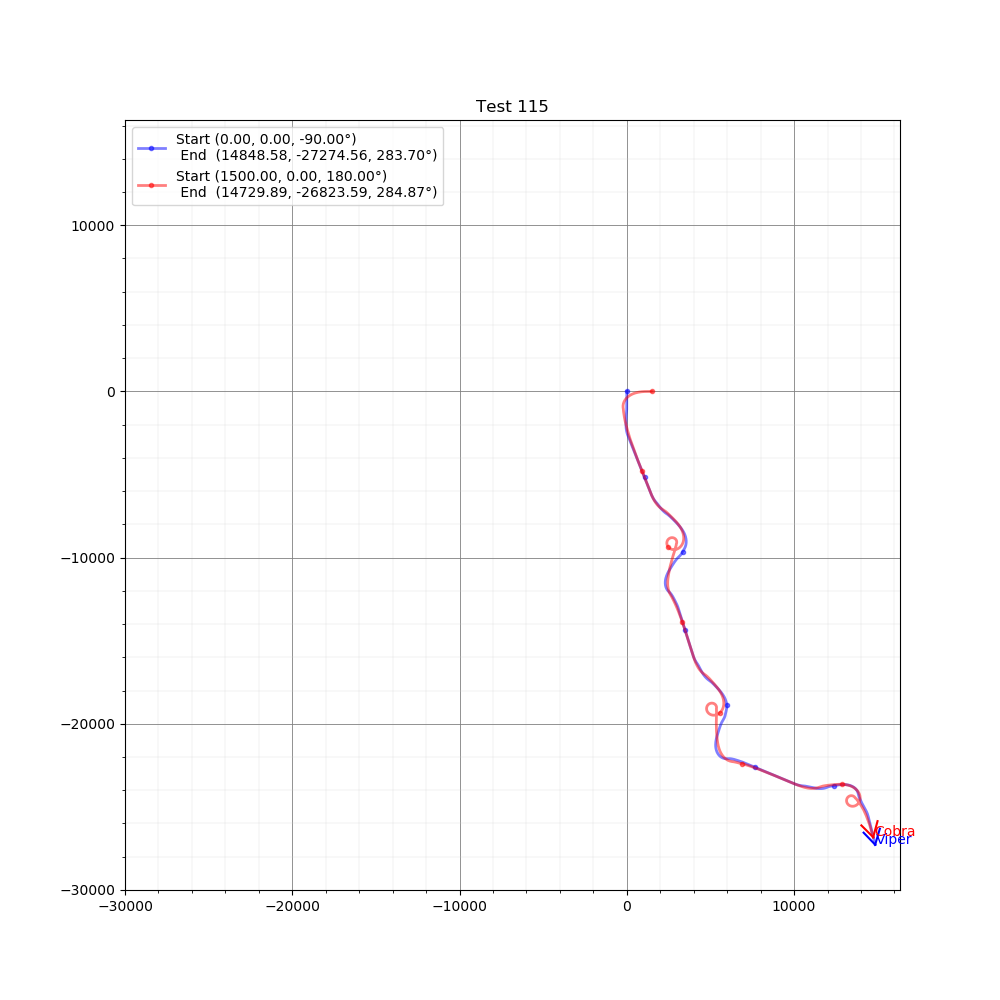 Test 115
Start (0.00, 0.00, -90.00°)
End  (14848.58, -27274.56, 283.70°)
Start (1500.00, 0.00, 180.00°)
End  (14729.89, -26823.59, 284.87°)
10000
0
−10000
−20000
−30000
Cobra
Viper
−30000
−20000
−10000
0
10000